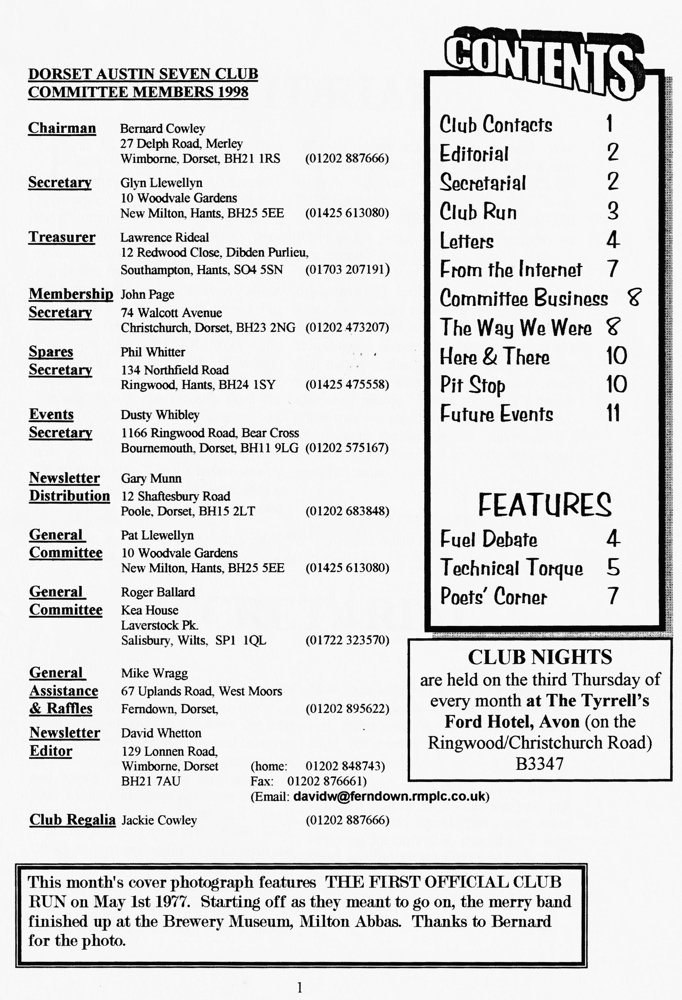 DORSET AUSTIN SEVEN CLUB
COMMITTEE MEMBERS 1998
Chairman Bernard Cowley
27 Delph Road, Merley
Wimborne, Dorset, BH21 1RS (01202 887666)
Secretary Glyn Llewellyn
10 Woodvale Gardens
New Milton, Hants, BH25 5EE (01425 613080)
Treasurer Lawrence Rideal
12 Redwood Close, Dibden Purlieu,
Southampton, Hants, SO4 5SN (01703 207191)
Membership John Page
Secretary 74 Walcott Avenue
Christchurch, Dorset, BH23 2NG (01202 473207)
Spares Phil Whitter
Secretary 134 Northfield Road
Ringwood, Hants, BH24 1SY (01425 475558)
Events Dusty Whibley
Secretary 1166 Ringwood Road, Bear Cross
Bournemouth, Dorset, BH11 9LG (01202 575167)
Newsletter Gary Munn
Distribution 12 Shaftesbury Road
Poole, Dorset, BH15 2LT (01202 683848)
General Pat Llewellyn
Committee 10 Woodvale Gardens
New Milton, Hants, BH25 5EE (01425 613080)
General Roger Ballard
Committee Kea House
Laverstock Pk.
Salisbury, Wilts, SP1 1QL (01722 323570)
General Mike Wragg
Assistance 67 Uplands Road, West Moors
& Raffles Ferndown, Dorset, (01202 895622)
Newsletter David Whetton
Editor 129 Lonnen Road,
Wimborne, Dorset (home: 01202 848743)
BH21 7AU Fax: 01202 876661)
(Email: davidw@ferndown.rmplc.co.uk)
Club Regalia Jackie Cowley (01202 887666)
CONTENTS
Club Contacts 1
Editorial 2
Secretarial 2
Club Run 3
Letters 4
From the Internet 7
Committee Business 8
The Way We Were 8
Here & There 10
Pit Stop 10
Future Events 11
FEATURES
Fuel Debate 4
Technical Torque 5
Poets' Corner 7
CLUB NIGHTS
are held on the third Thursday of
every month at The Tyrrell's
Ford Hotel, Avon (on the
Ringwood/Christchurch Road)
B3347
This month's cover photograph features THE FIRST OFFICIAL CLUB
RUN on May 1st 1977. Starting off as they meant to go on, the merry band
finished up at the Brewery Museum, Milton Abbas. Thanks to Bernard
for the photo.
1